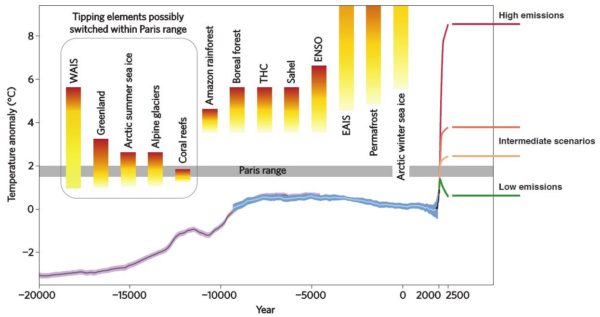 Tipping elements possibly
switched within Paris range
WAIS
Greenland
Arctic summer sea ice
Alpine glaciers
Coral reefs
Amazon rainforest
Boreal forest
THC
Sahel
ENSO
EAIS
Permafrost
Arctic winter sea ice
High emissions
Intermediate scenarios
Low emissions
Paris range
Temperature anomaly (°C)
8
6
4
2
0
−2
−20000
−15000
−10000
−5000
0
2000
2500
Year